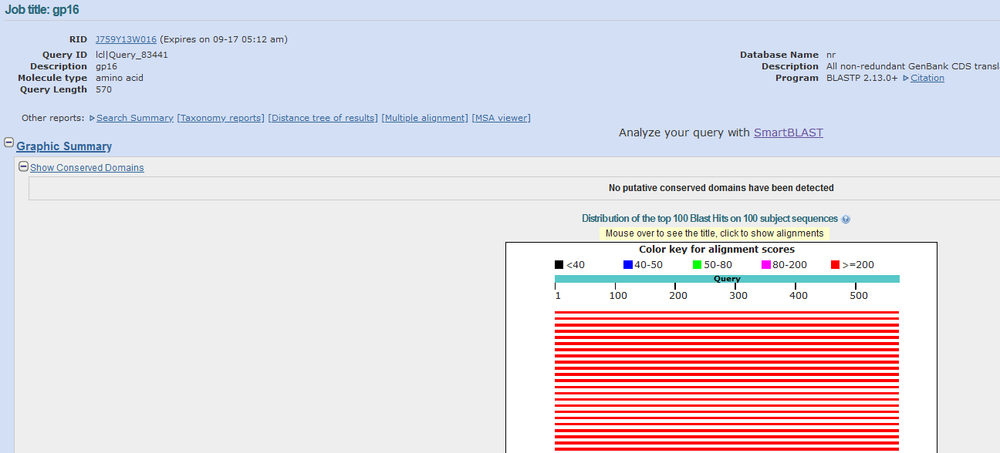 Job title: gp16
RID J759Y13W016 (Expires on 09-17 05:12 am)
Query ID lcl|Query_83441
Description gp16
Molecule type amino acid
Query Length 570
Database Name nr
Description All non-redundant GenBank CDS transl
Program BLASTP 2.13.0+ Citation
Other reports: Search Summary [Taxonomy reports] [Distance tree of results] [Multiple alignment] [MSA viewer]
Analyze your query with SmartBLAST
Graphic Summary
Show Conserved Domains
No putative conserved domains have been detected
Distribution of the top 100 Blast Hits on 100 subject sequences ?
Mouse over to see the title, click to show alignments
Color key for alignment scores
<40 40-50 50-80 80-200 >=200
Query
1 100 200 300 400 500